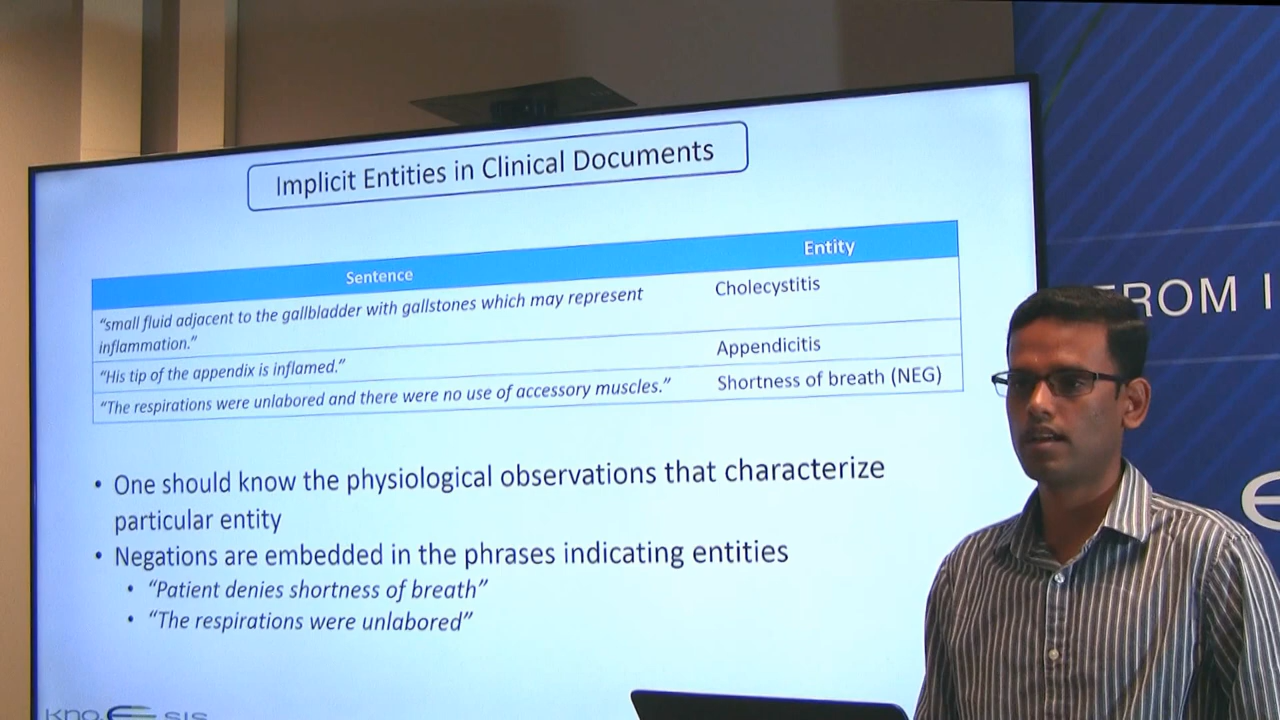 Implicit Entities in Clinical Documents
Sentence
Entity
“small fluid adjacent to the gallbladder with gallstones which may represent
inflammation.”
Cholecystitis
“His tip of the appendix is inflamed.”
Appendicitis
“The respirations were unlabored and there were no use of accessory muscles.”
Shortness of breath (NEG)
• One should know the physiological observations that characterize
particular entity
• Negations are embedded in the phrases indicating entities
• “Patient denies shortness of breath”
• “The respirations were unlabored”
kno.e.sis
FROM I